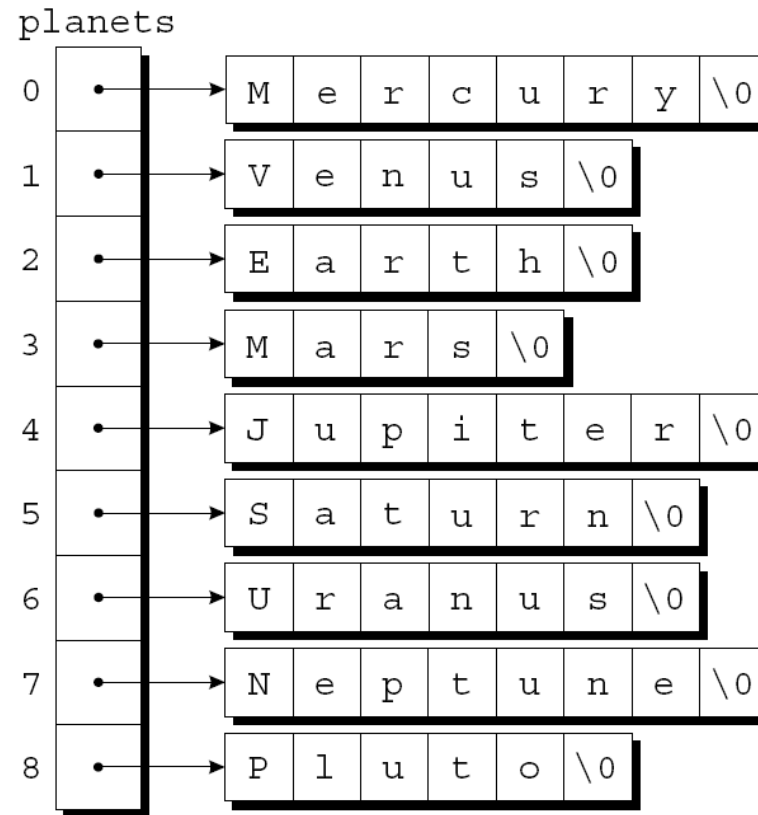 planets
0 M e r c u r y \0
1 V e n u s \0
2 E a r t h \0
3 M a r s \0
4 J u p i t e r \0
5 S a t u r n \0
6 U r a n u s \0
7 N e p t u n e \0
8 P l u t o \0